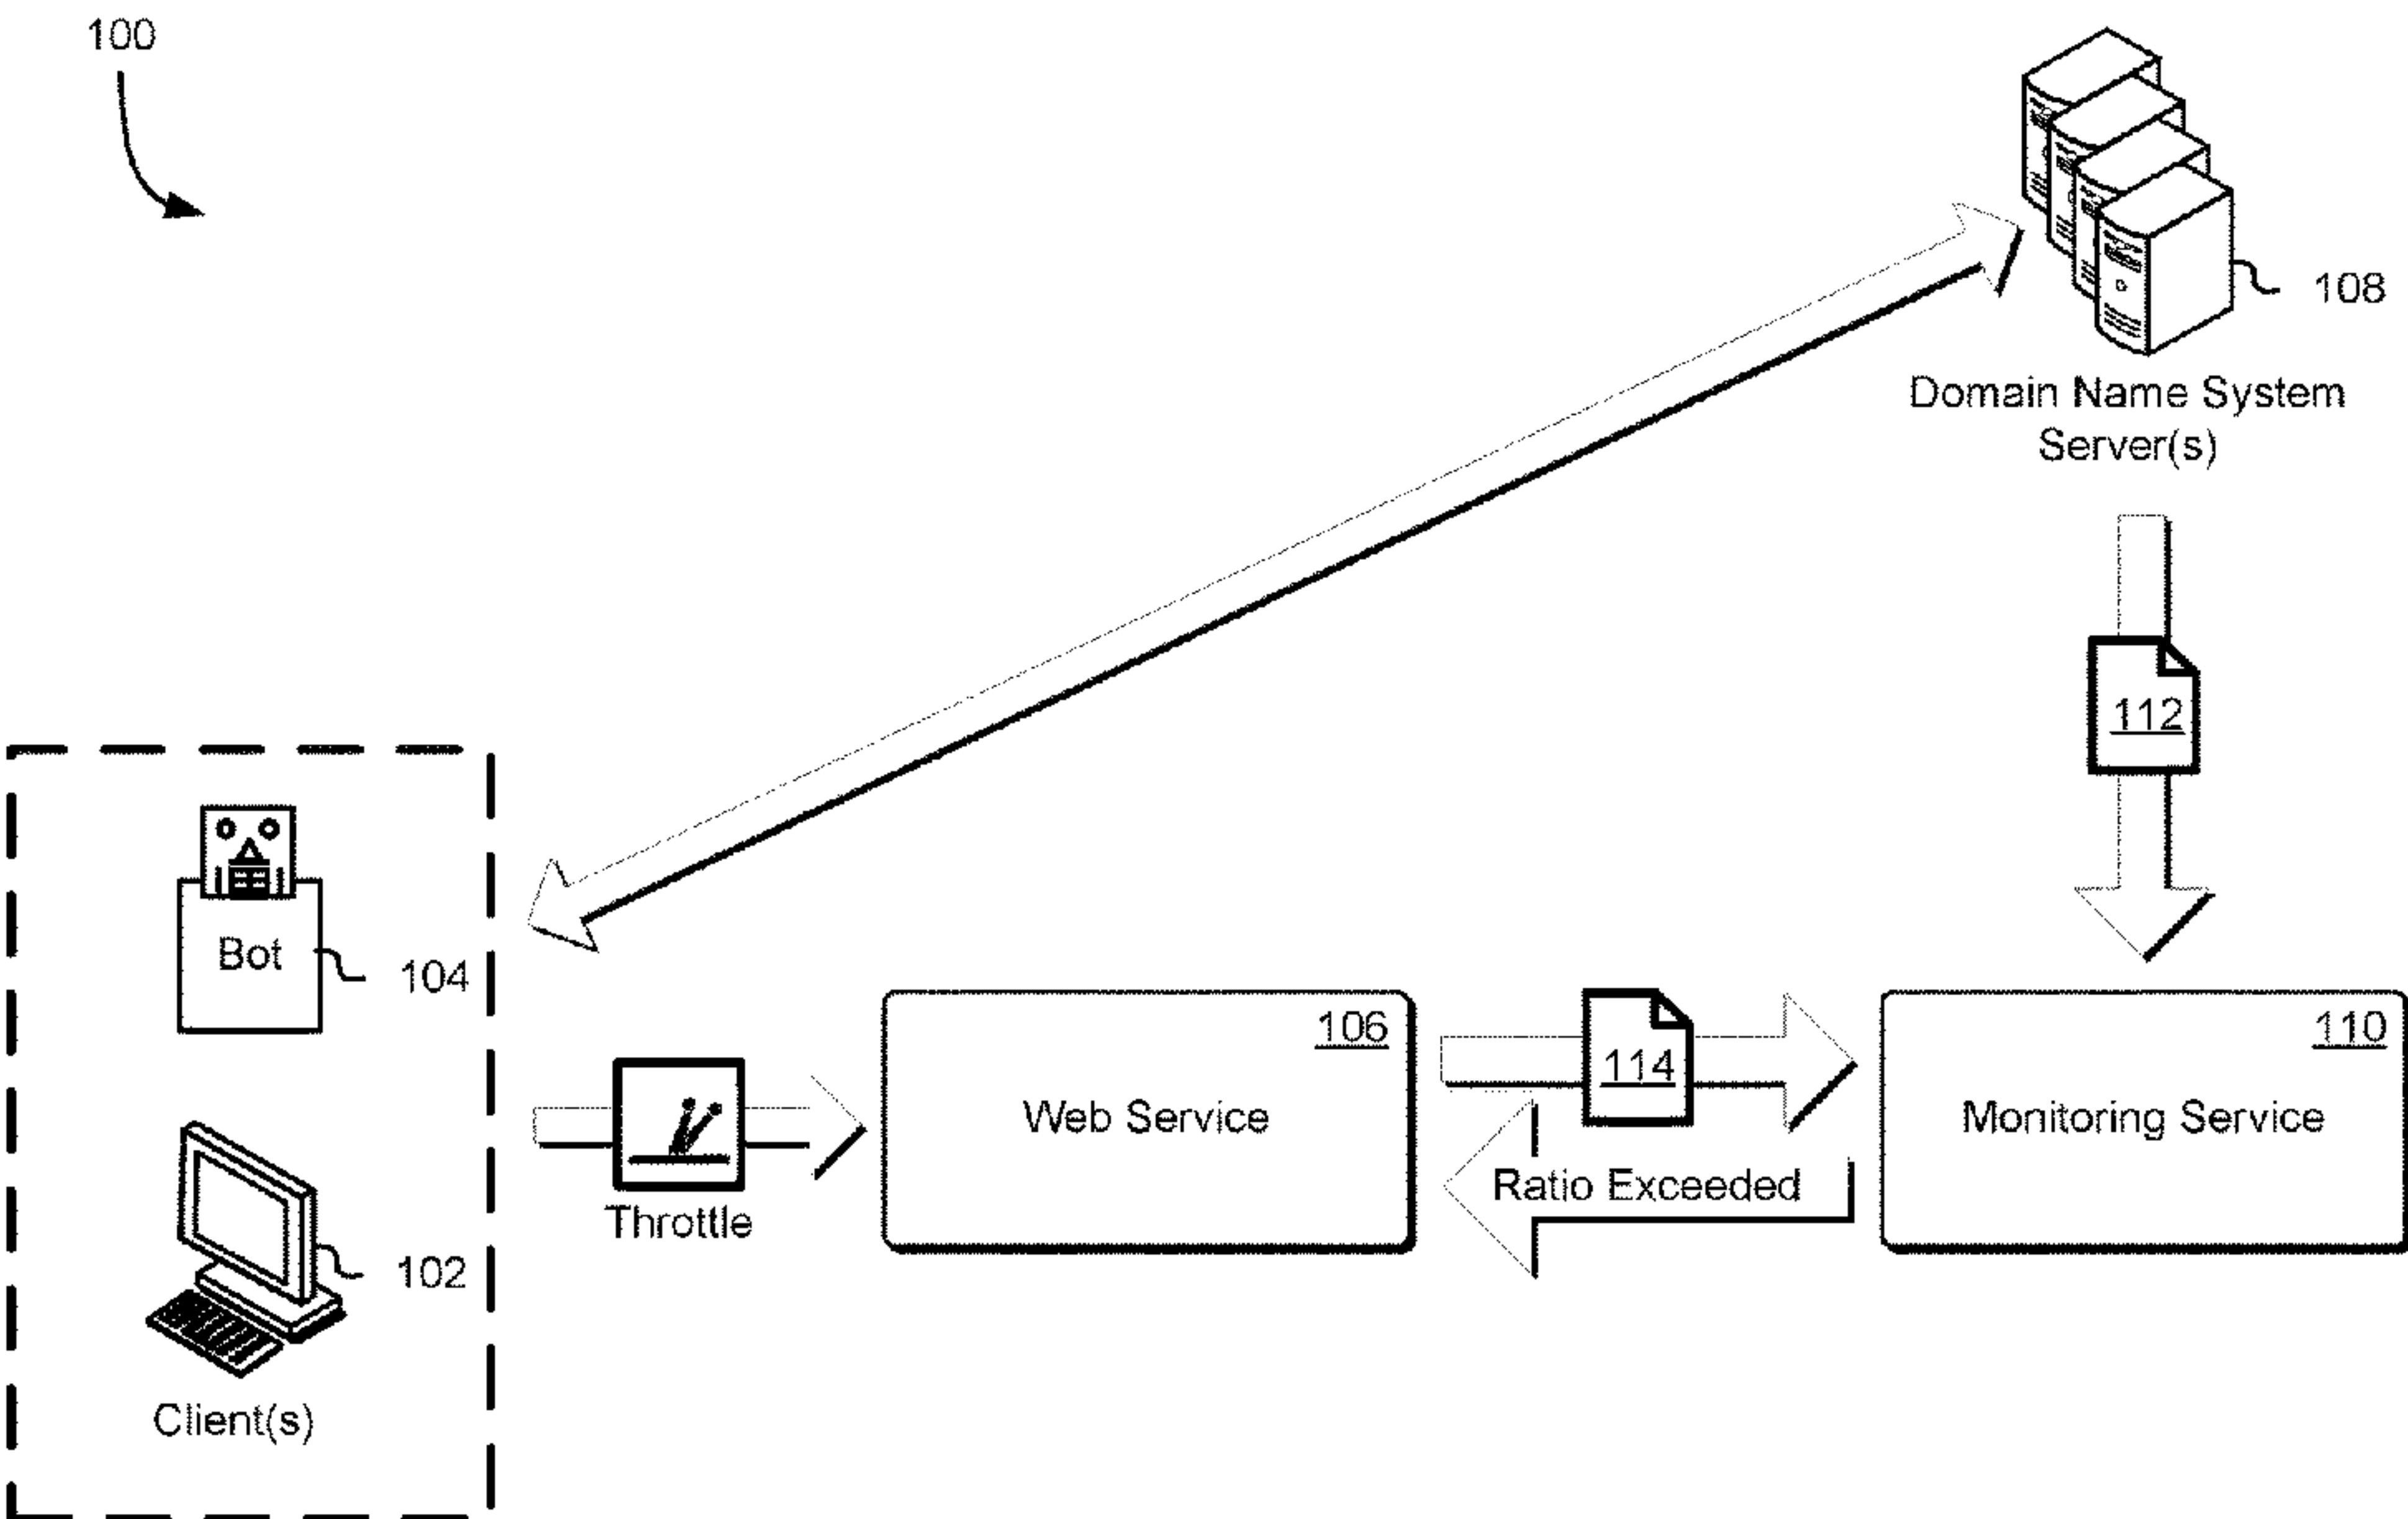 100
108
Domain Name System
Server(s)
112
Bot
104
106
Web Service
114
110
Monitoring Service
Ratio Exceeded
Throttle
102
Client(s)